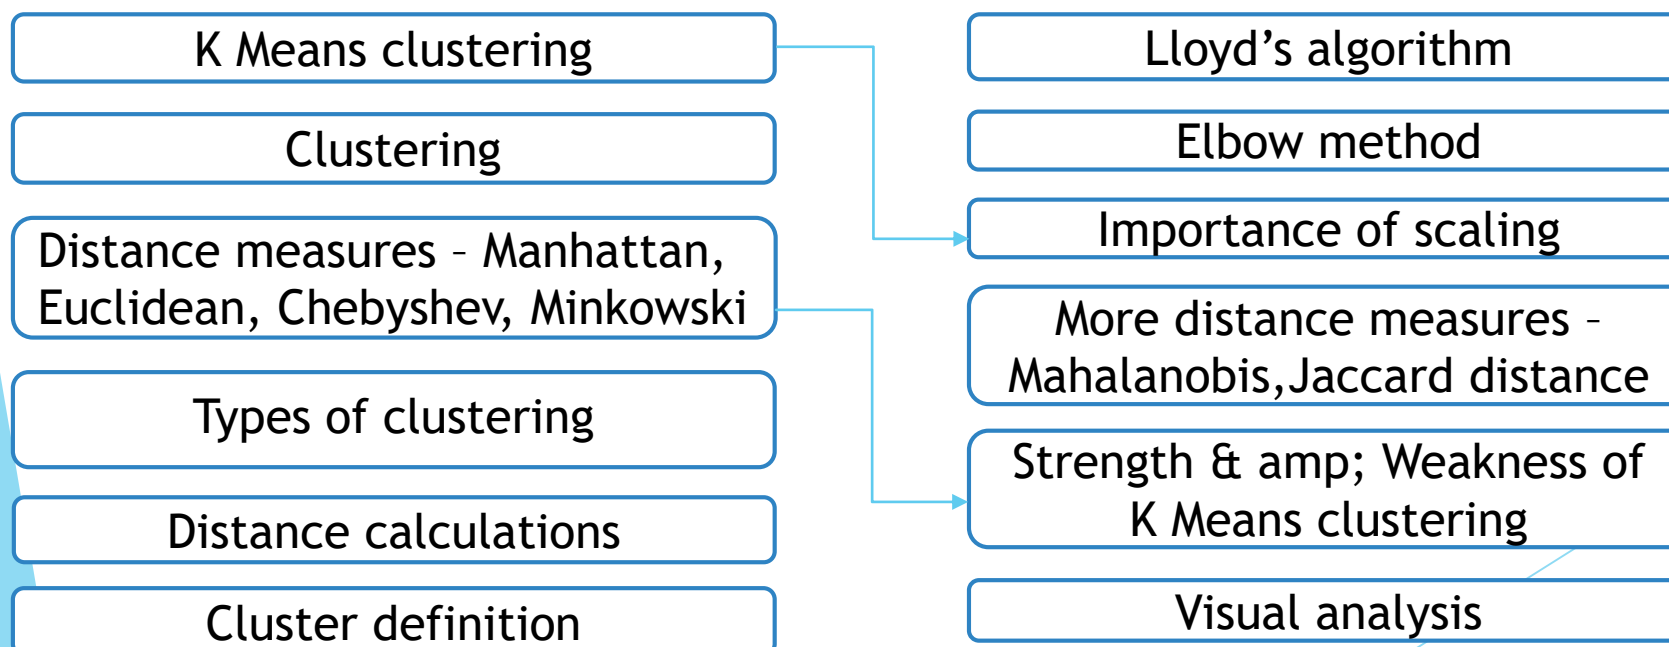 K Means clustering
Clustering
Distance measures – Manhattan,
Euclidean, Chebyshev, Minkowski
Types of clustering
Distance calculations
Cluster definition
Lloyd’s algorithm
Elbow method
Importance of scaling
More distance measures –
Mahalanobis,Jaccard distance
Strength & amp; Weakness of
K Means clustering
Visual analysis